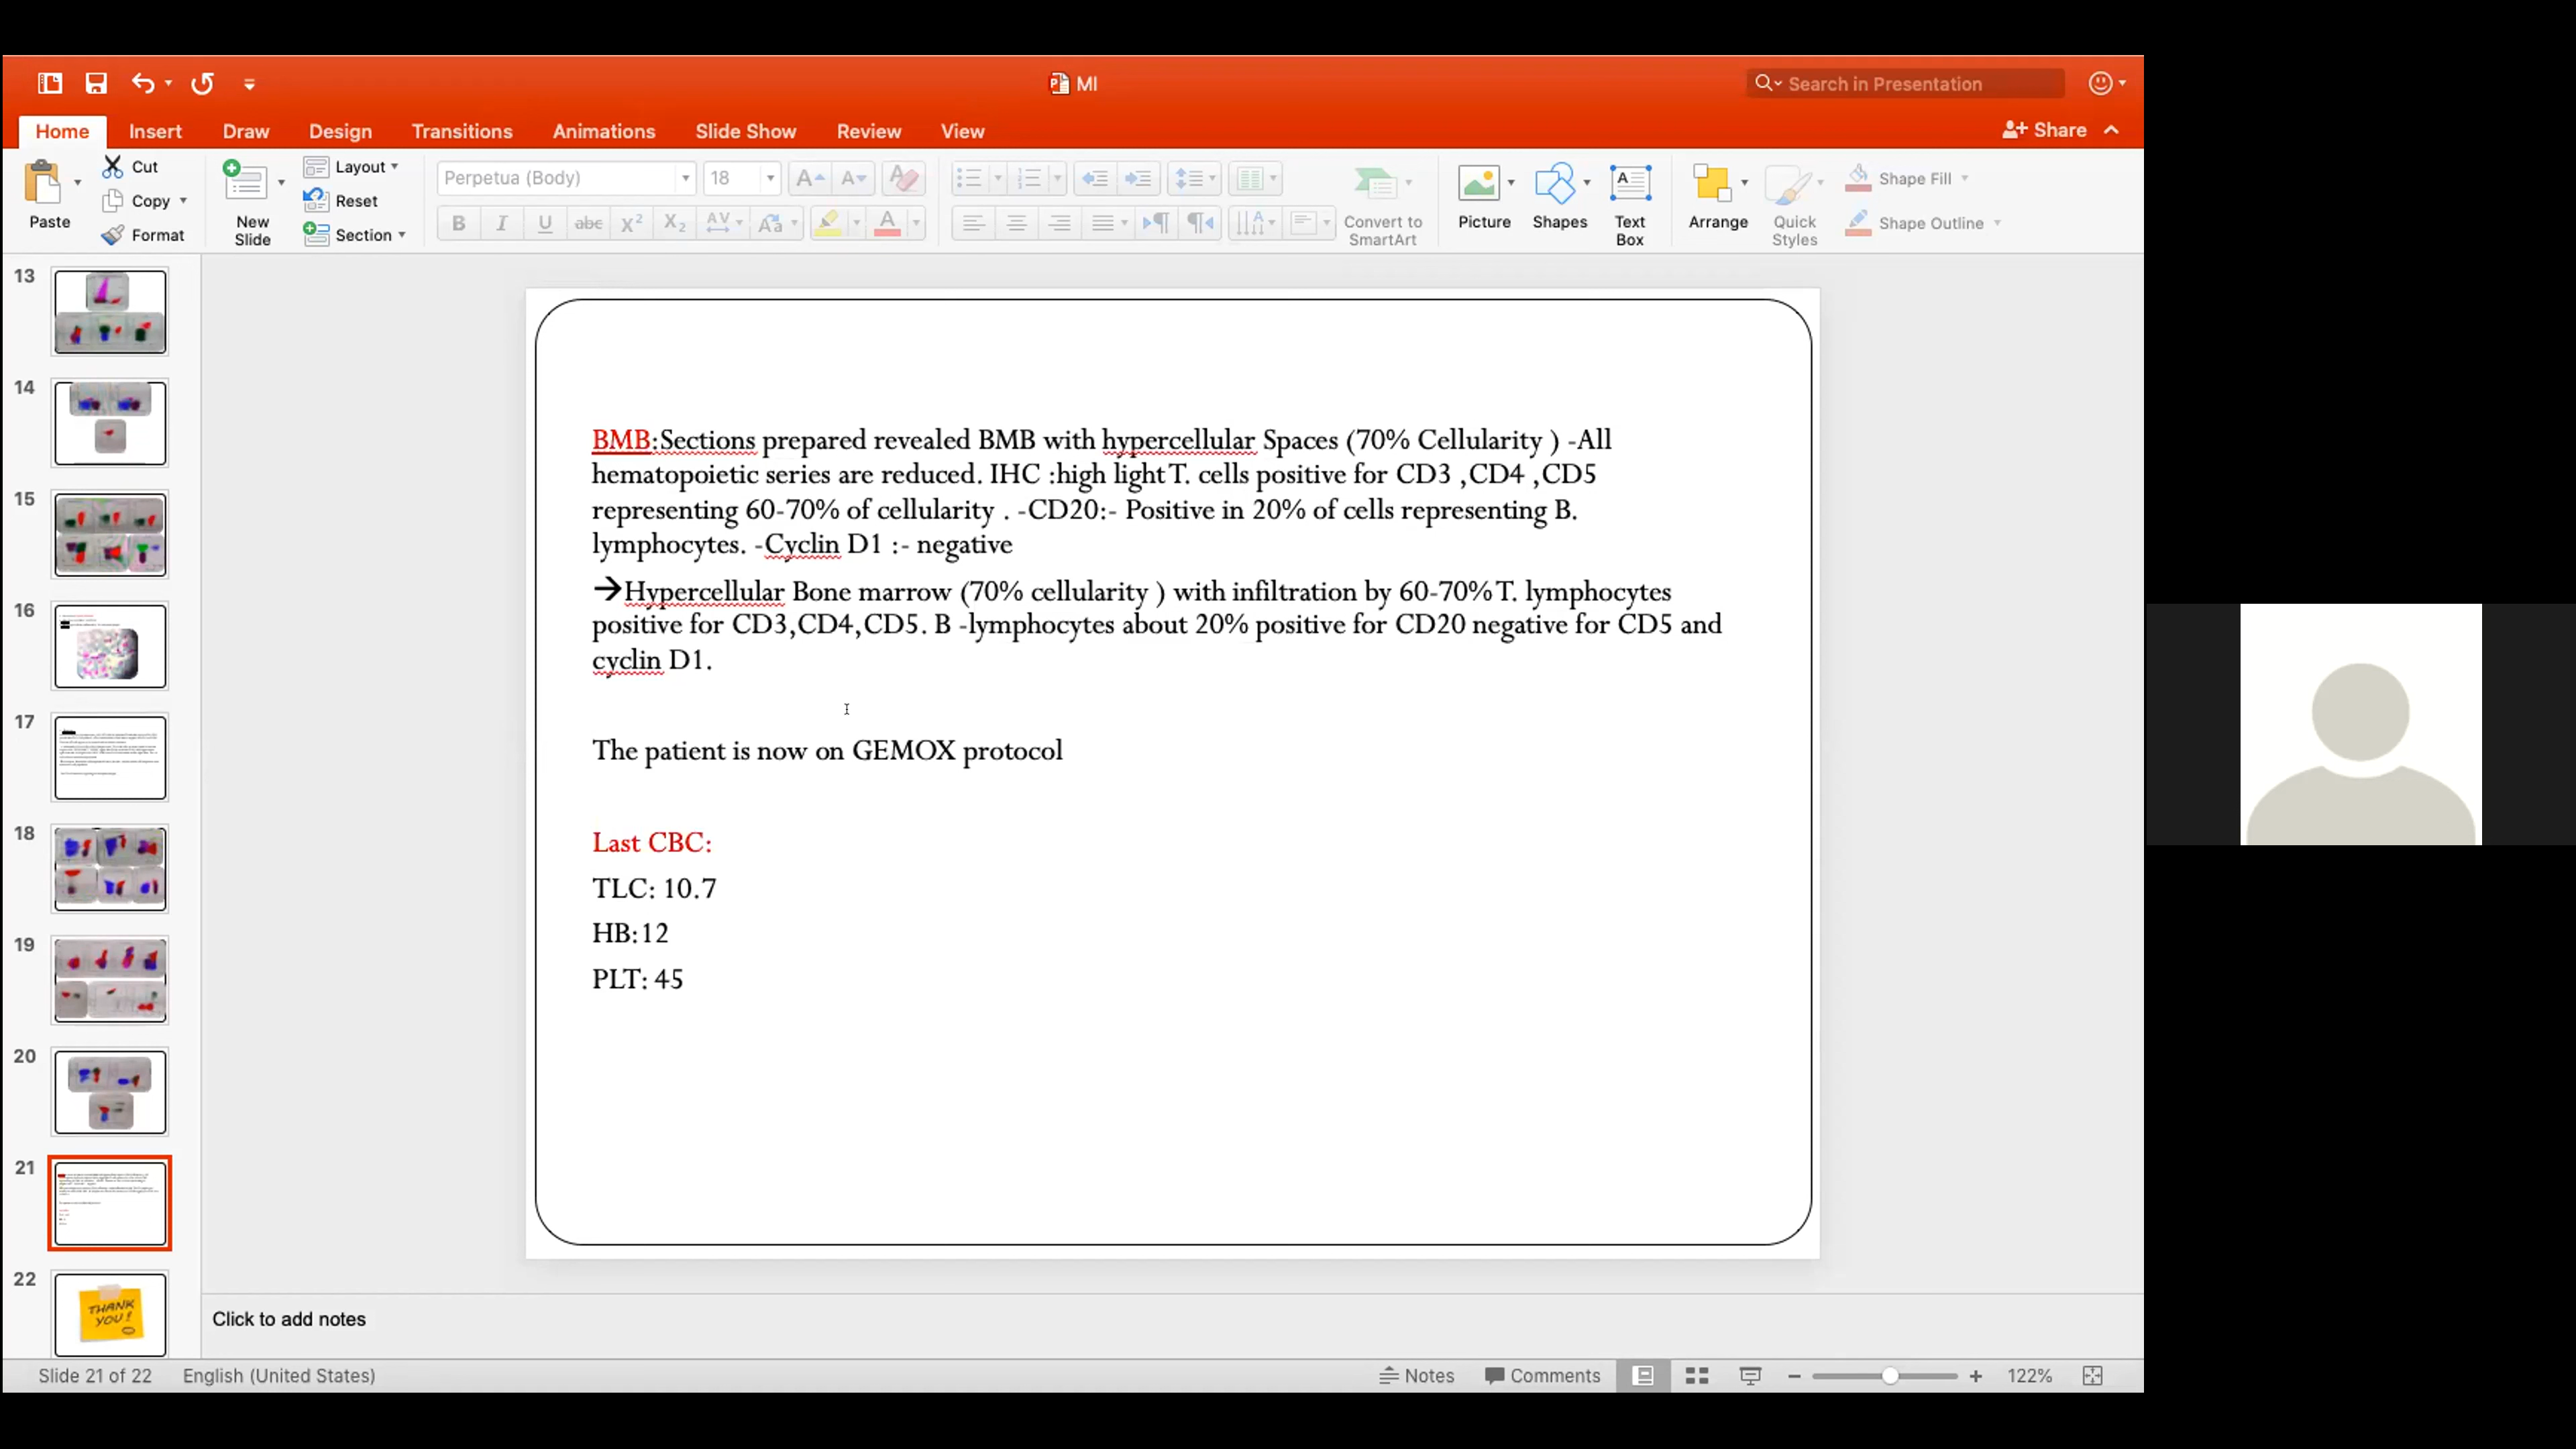 MI
Search in Presentation
Home Insert Draw Design Transitions Animations Slide Show Review View
Share
Paste
Cut
Copy
Format
New Slide
Layout
Reset
Section
Perpetua (Body) 18
Convert to SmartArt
Picture
Shapes
Text Box
Arrange
Quick Styles
Shape Fill
Shape Outline
13
14
15
16
17
18
19
20
21
22
THANK YOU!
BMB:Sections prepared revealed BMB with hypercellular Spaces (70% Cellularity ) -All
hematopoietic series are reduced. IHC :high light T. cells positive for CD3 ,CD4 ,CD5
representing 60-70% of cellularity . -CD20:- Positive in 20% of cells representing B.
lymphocytes. -Cyclin D1 :- negative
→Hypercellular Bone marrow (70% cellularity ) with infiltration by 60-70% T. lymphocytes
positive for CD3,CD4,CD5. B -lymphocytes about 20% positive for CD20 negative for CD5 and
cyclin D1.
The patient is now on GEMOX protocol
Last CBC:
TLC: 10.7
HB:12
PLT: 45
Click to add notes
Slide 21 of 22 English (United States) Notes Comments 122%